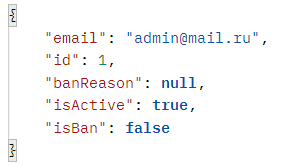 {
"email": "admin@mail.ru",
"id": 1,
"banReason": null,
"isActive": true,
"isBan": false
}